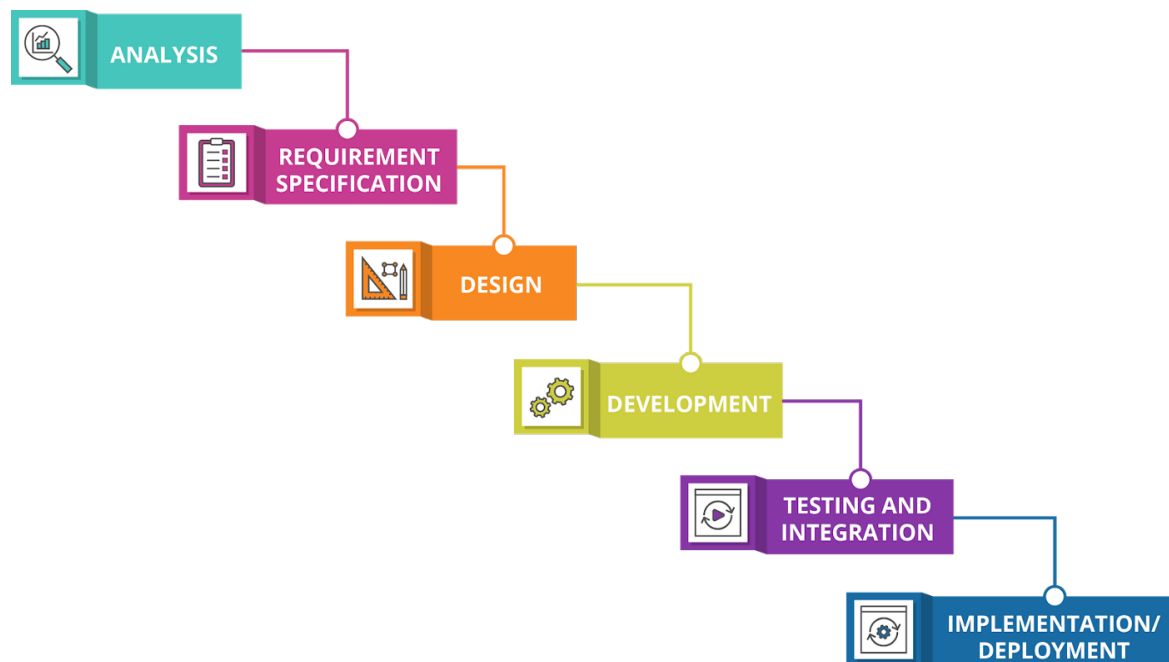 ANALYSIS
REQUIREMENT
SPECIFICATION
DESIGN
DEVELOPMENT
TESTING AND
INTEGRATION
IMPLEMENTATION/
DEPLOYMENT